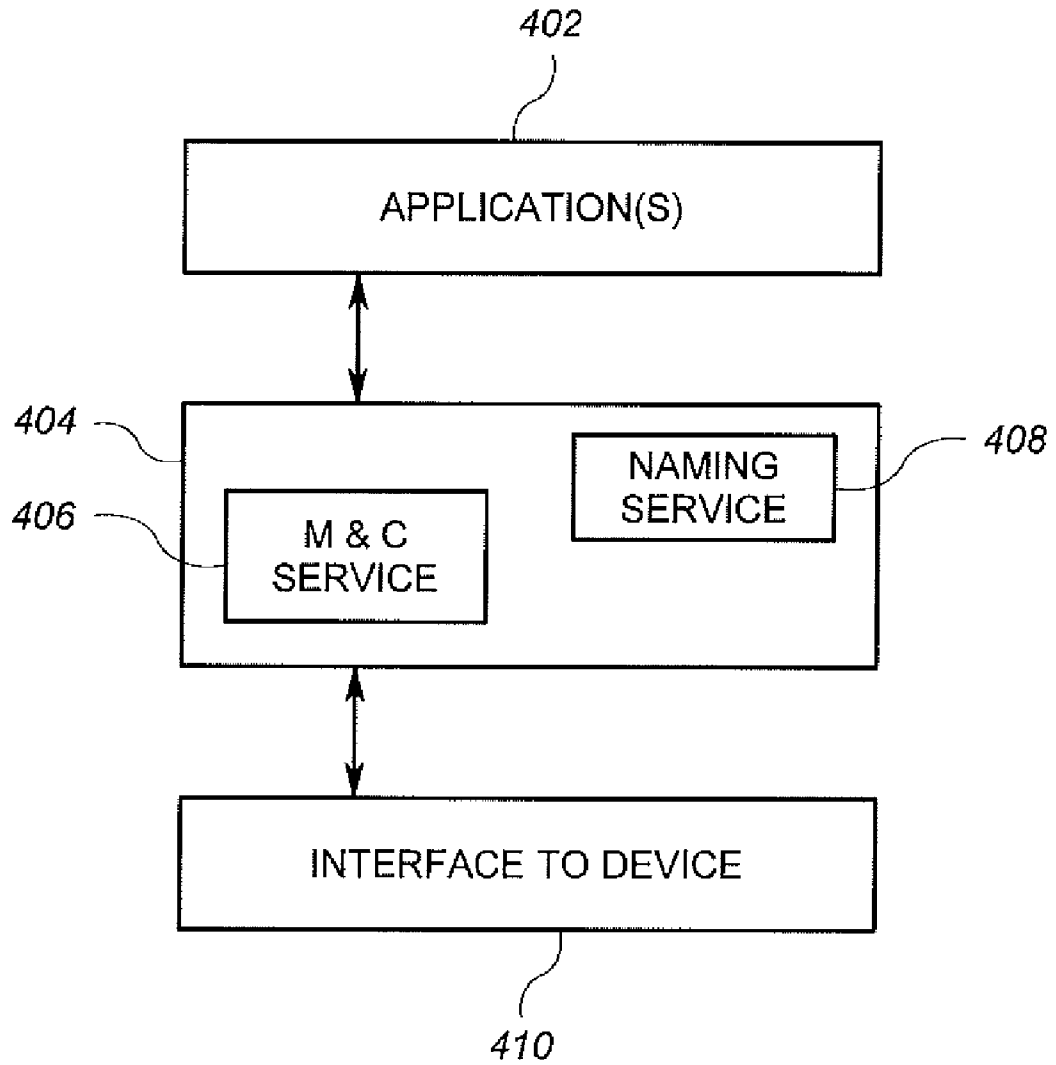 402
APPLICATION(S)
404
NAMING
SERVICE
408
406
M & C
SERVICE
INTERFACE TO DEVICE
410